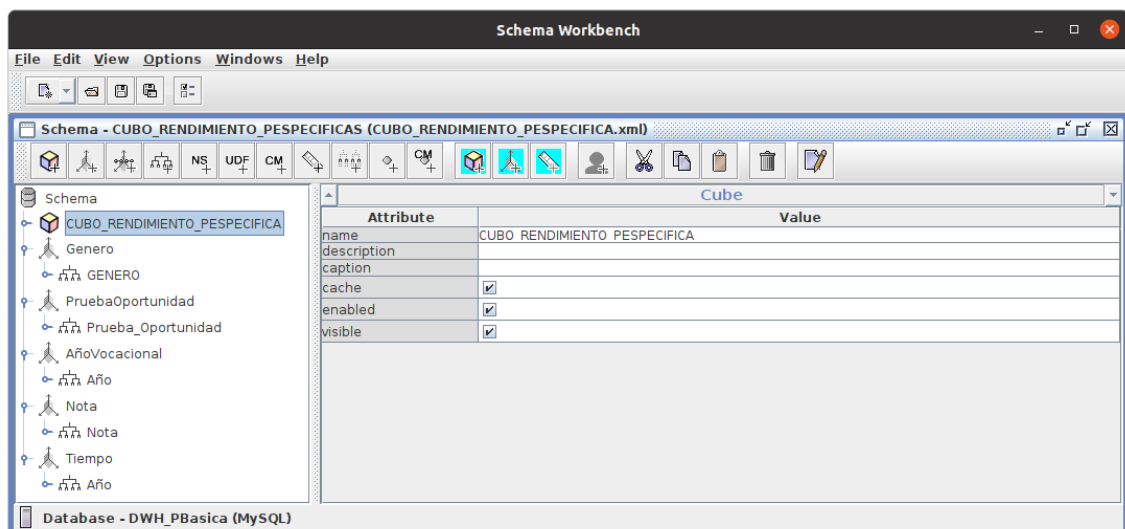 Schema Workbench
File Edit View Options Windows Help
Schema - CUBO_RENDIMIENTO_PESPECIFICAS (CUBO_RENDIMIENTO_PESPECIFICA.xml)
NS UDF CM CM
Schema
CUBO_RENDIMIENTO_PESPECIFICA
Genero
GENERO
PruebaOportunidad
Prueba_Oportunidad
AñoVocacional
Año
Nota
Nota
Tiempo
Año
Cube
Attribute Value
name CUBO_RENDIMIENTO_PESPECIFICA
description
caption
cache
enabled
visible
Database - DWH_PBasica (MySQL)